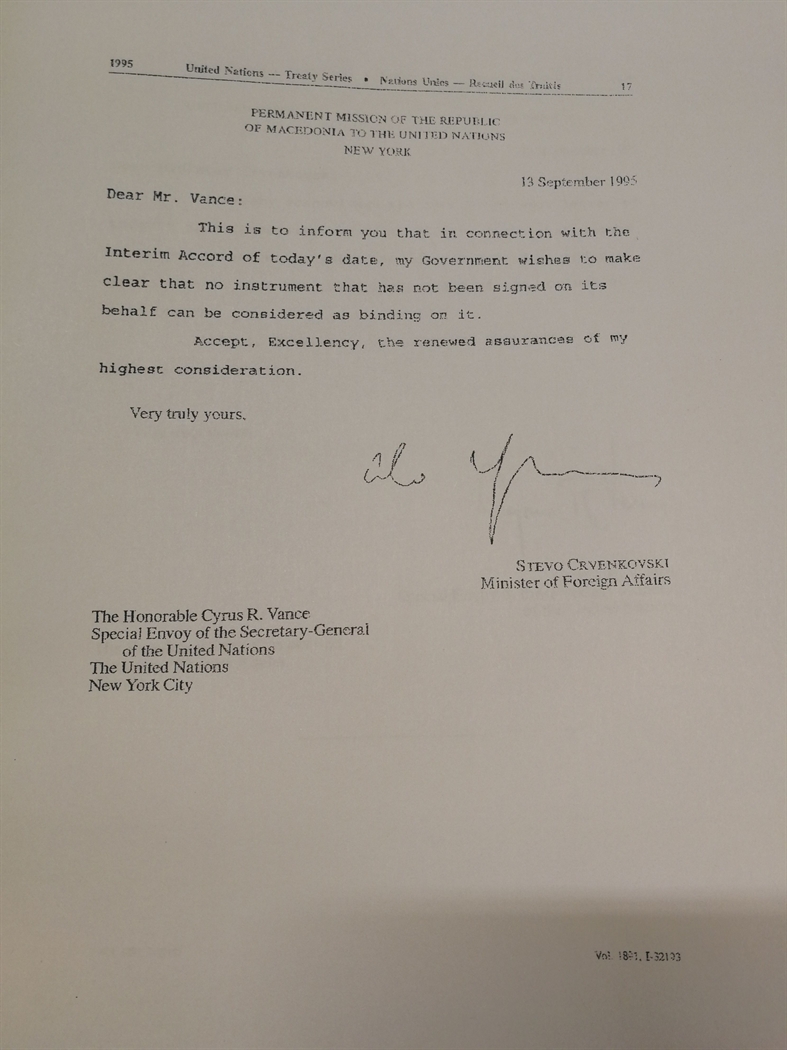 1995 United Nations — Treaty Series • Nations Unies — Recueil des Traités 17
PERMANENT MISSION OF THE REPUBLIC
OF MACEDONIA TO THE UNITED NATIONS
NEW YORK
13 September 1995
Dear Mr. Vance:
This is to inform you that in connection with the
Interim Accord of today's date, my Government wishes to make
clear that no instrument that has not been signed on its
behalf can be considered as binding on it.
Accept, Excellency, the renewed assurances of my
highest consideration.
Very truly yours,
STEVO CRVENKOVSKI
Minister of Foreign Affairs
The Honorable Cyrus R. Vance
Special Envoy of the Secretary-General
of the United Nations
The United Nations
New York City
Vol. 1891, I-32193